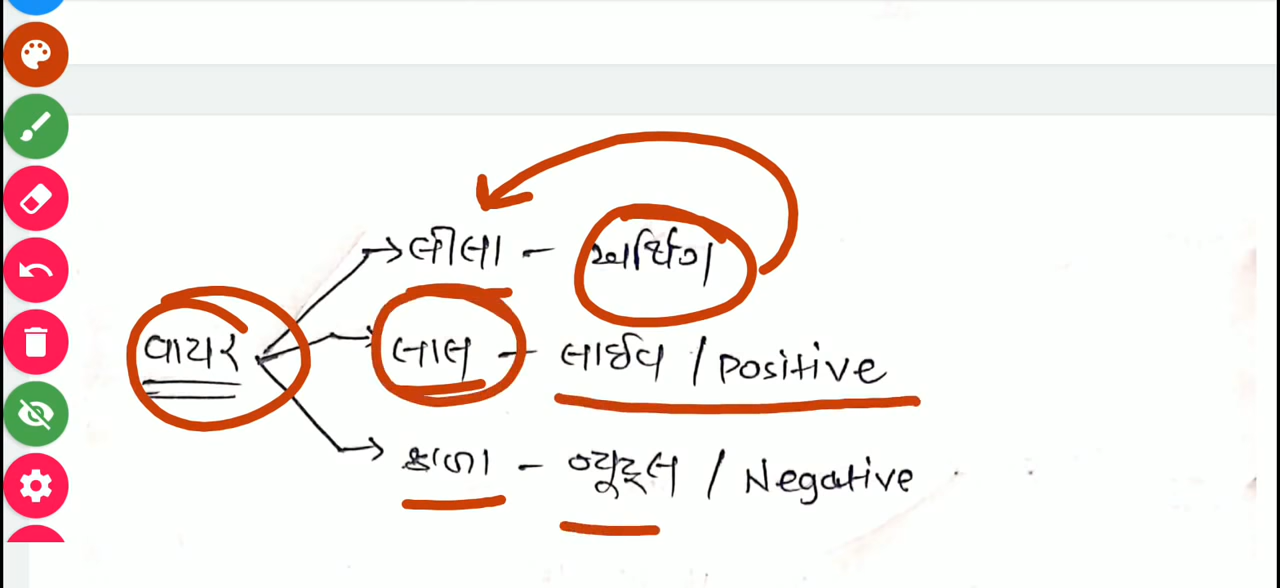 લીલા - અર્થિંગ
વાયર
લાલ - લાઈવ / Positive
કાળા - ન્યૂટ્રલ / Negative